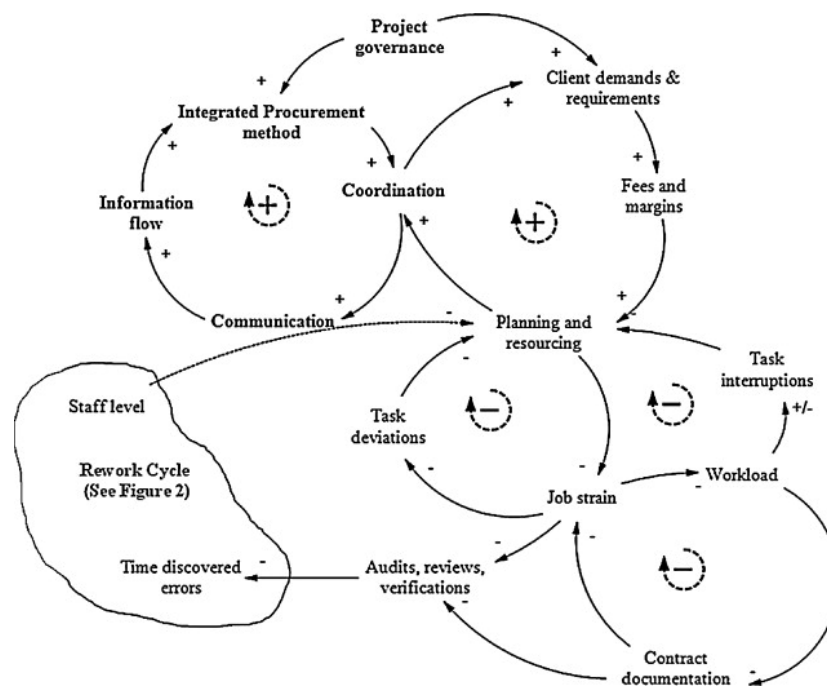 Project
governance
+
+
Client demands &
requirements
Integrated Procurement
method
+
+
+
+
+
Coordination
Fees and
margins
Information
flow
+
+
+
+
+
+
+
-
Communication
-
Planning and
resourcing
-
Task
interruptions
+/-
Staff level
Task
deviations
-
-
Rework Cycle
(See Figure 2)
-
-
Job strain
-
Workload
-
-
-
Time discovered
errors
-
Audits, reviews,
verifications
-
Contract
documentation
-